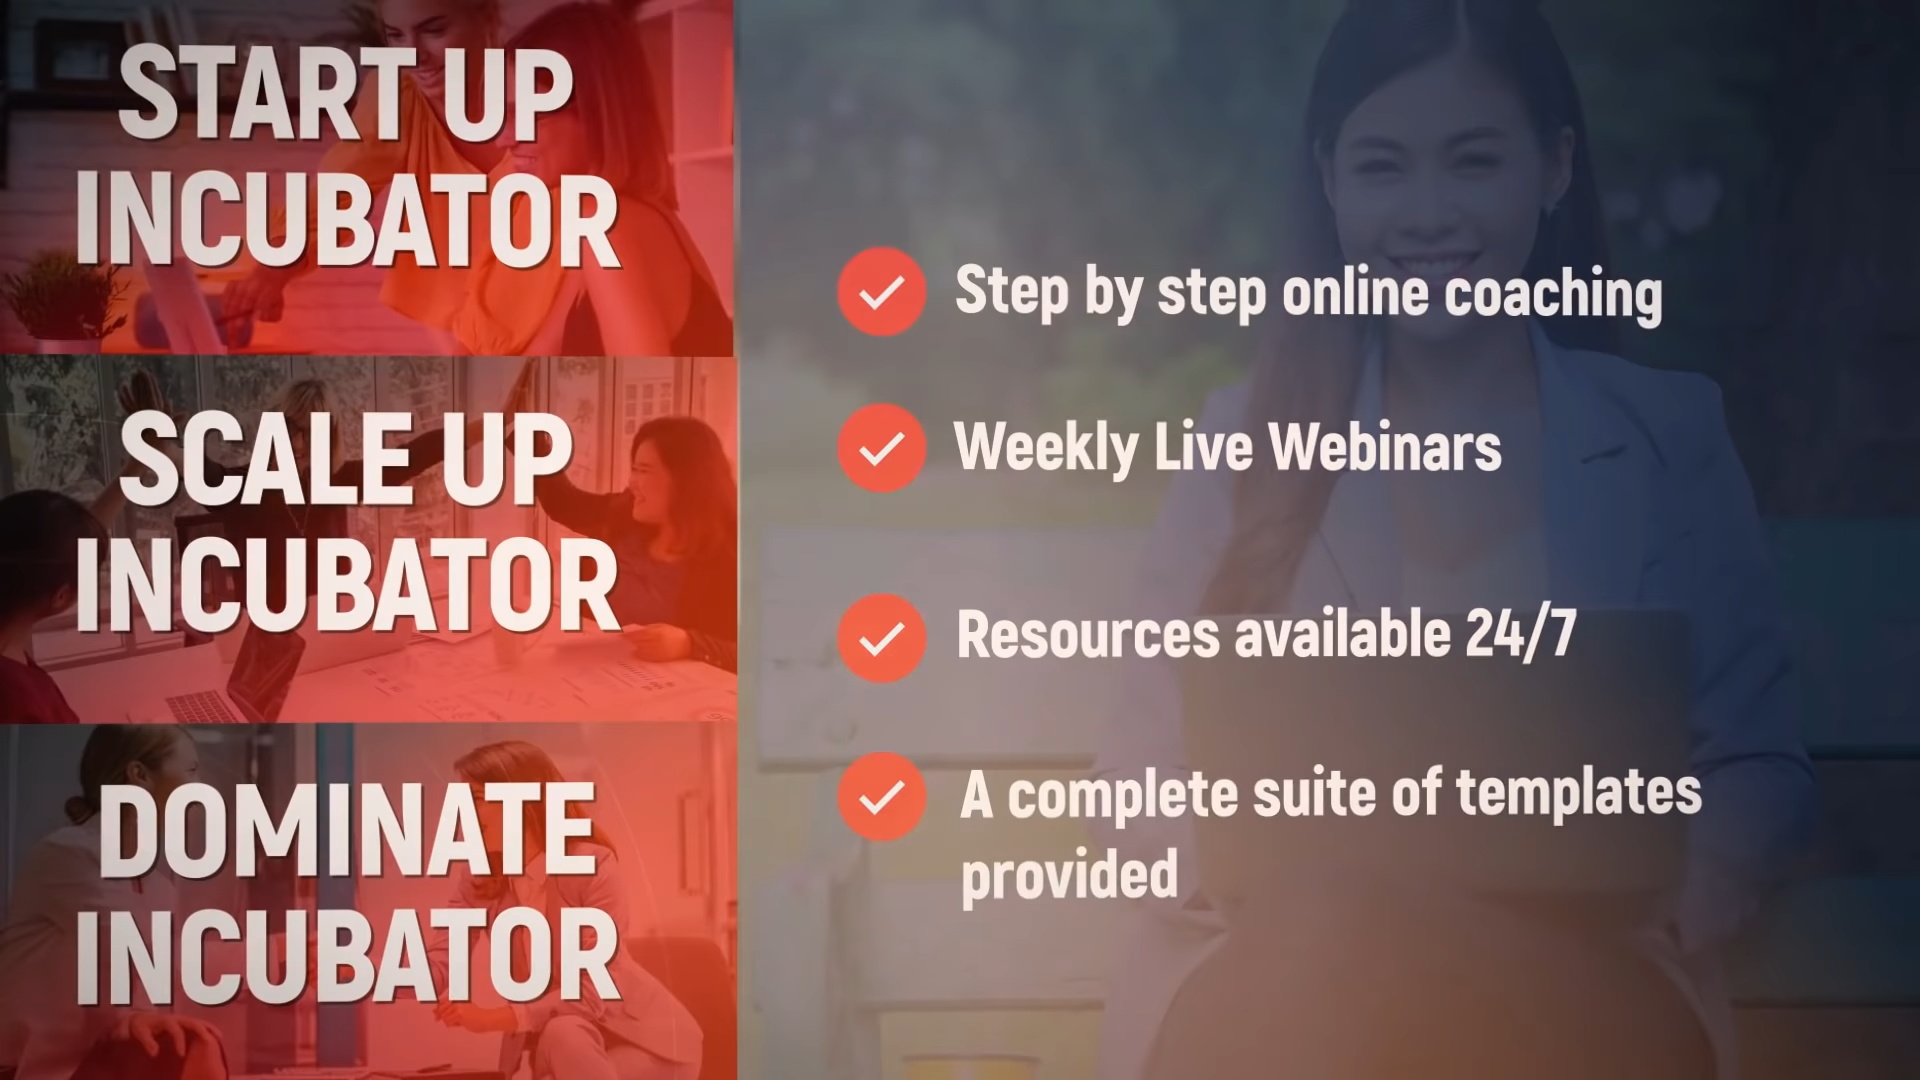 START UP
INCUBATOR
SCALE UP
INCUBATOR
DOMINATE
INCUBATOR
Step by step online coaching
Weekly Live Webinars
Resources available 24/7
A complete suite of templates
provided